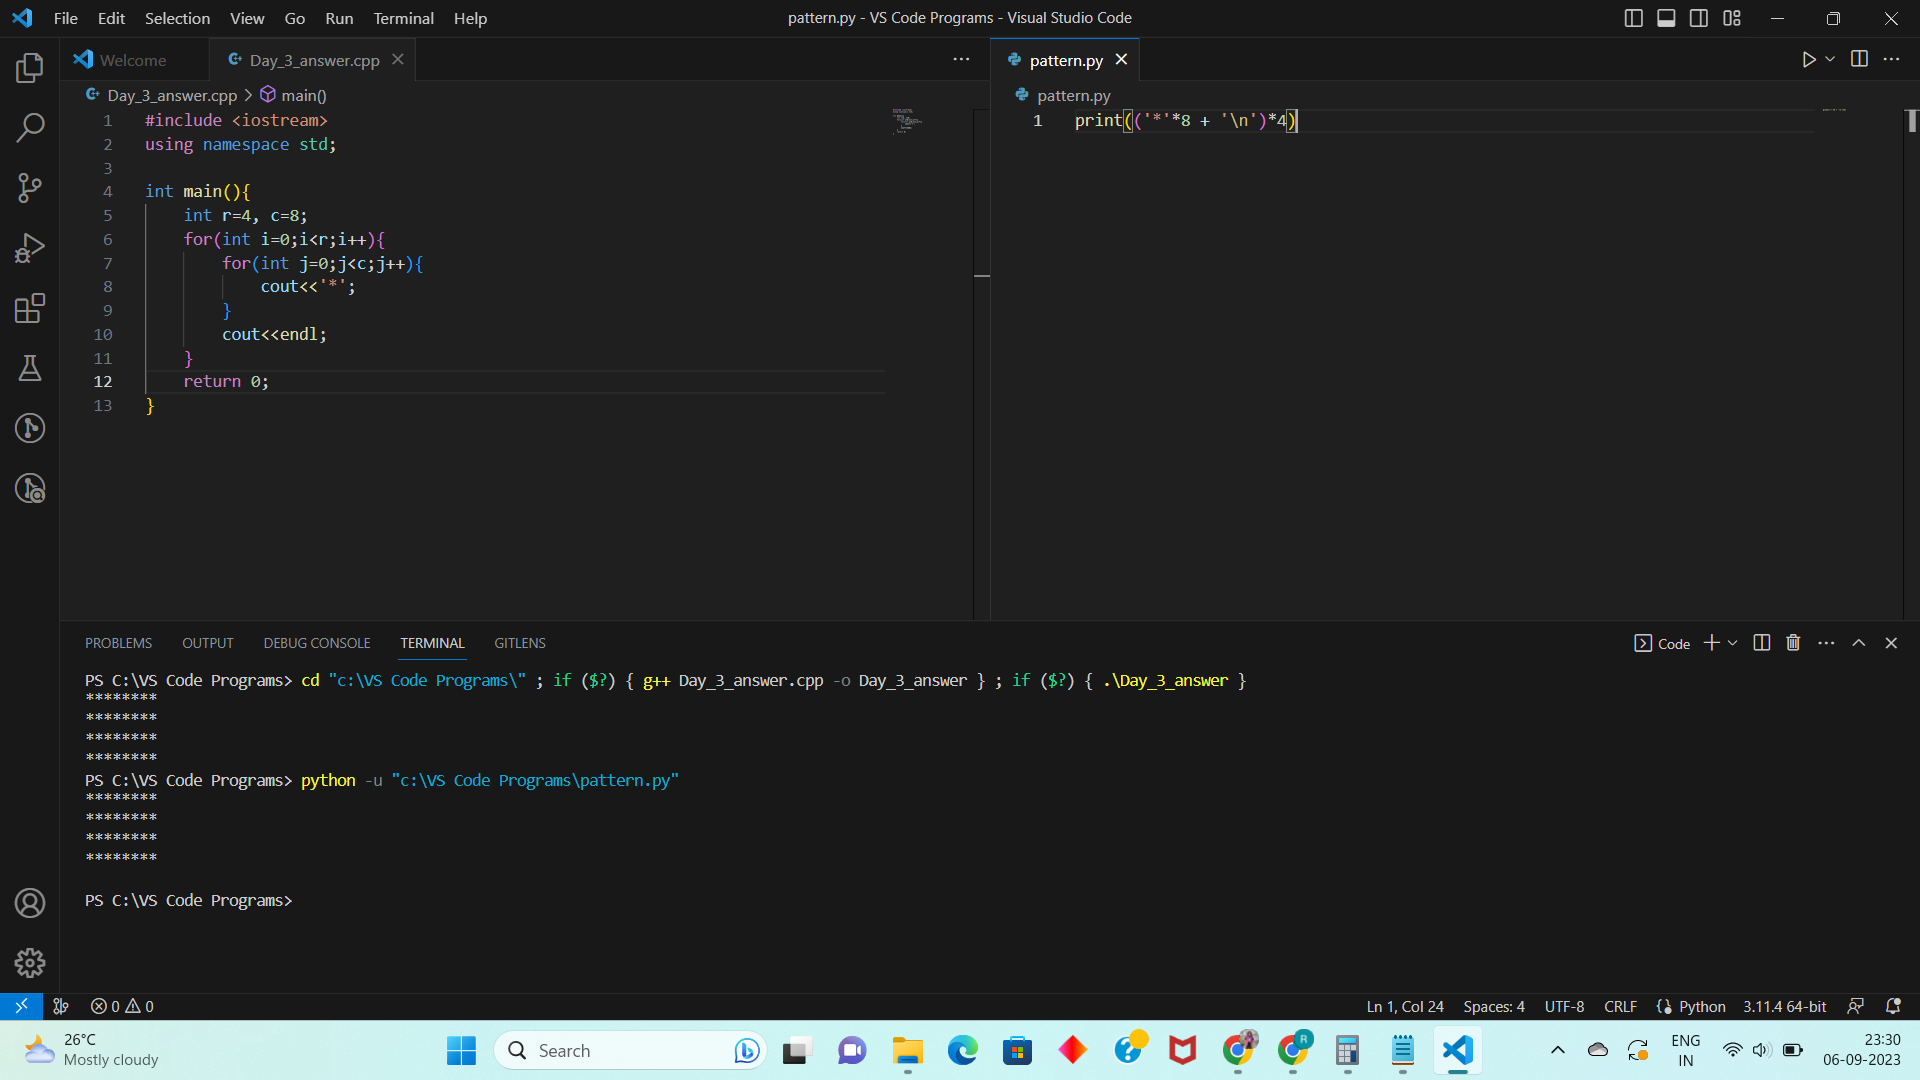 File Edit Selection View Go Run Terminal Help
pattern.py - VS Code Programs - Visual Studio Code
Welcome
Day_3_answer.cpp
Day_3_answer.cpp > main()
1 #include <iostream>
2 using namespace std;
3
4 int main(){
5     int r=4, c=8;
6     for(int i=0;i<r;i++){
7         for(int j=0;j<c;j++){
8             cout<<'*';
9         }
10         cout<<endl;
11     }
12     return 0;
13 }
pattern.py
pattern.py
1 print(('*'*8 + '\n')*4)
PROBLEMS OUTPUT DEBUG CONSOLE TERMINAL GITLENS
Code
PS C:\VS Code Programs> cd "c:\VS Code Programs\" ; if ($?) { g++ Day_3_answer.cpp -o Day_3_answer } ; if ($?) { .\Day_3_answer }
********
********
********
********
PS C:\VS Code Programs> python -u "c:\VS Code Programs\pattern.py"
********
********
********
********
PS C:\VS Code Programs>
0 0
Ln 1, Col 24 Spaces: 4 UTF-8 CRLF Python 3.11.4 64-bit
26°C
Mostly cloudy
Search
R
ENG
IN
23:30
06-09-2023